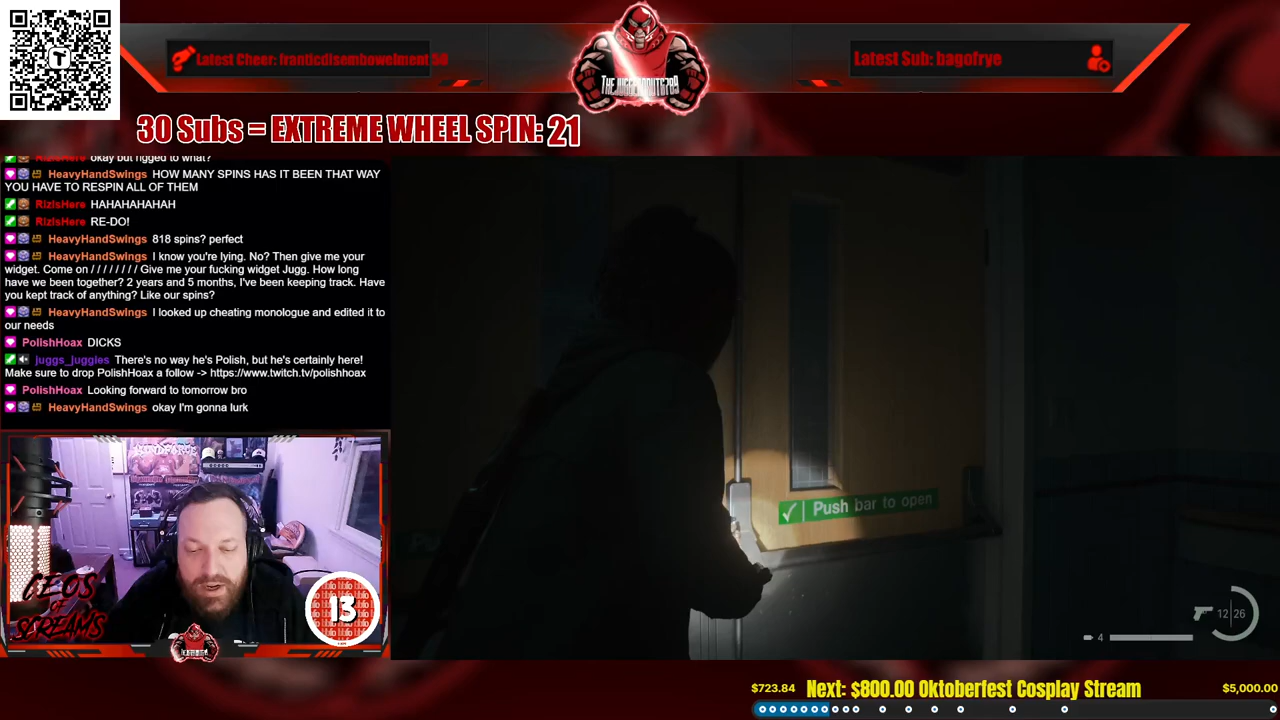 Latest Cheer: franticdisembowelment 50
THEJUGGERNAUT6789
Latest Sub: bagofrye
30 Subs = EXTREME WHEEL SPIN: 21
RizIsHere okay but rigged to what?
HeavyHandSwings HOW MANY SPINS HAS IT BEEN THAT WAY
YOU HAVE TO RESPIN ALL OF THEM
RizIsHere HAHAHAHAHAH
RizIsHere RE-DO!
HeavyHandSwings 818 spins? perfect
HeavyHandSwings I know you're lying. No? Then give me your
widget. Come on / / / / / / / / Give me your fucking widget Jugg. How long
have we been together? 2 years and 5 months, I've been keeping track. Have
you kept track of anything? Like our spins?
HeavyHandSwings I looked up cheating monologue and edited it to
our needs
PolishHoax DICKS
juggs_juggies There's no way he's Polish, but he's certainly here!
Make sure to drop PolishHoax a follow -> https://www.twitch.tv/polishhoax
PolishHoax Looking forward to tomorrow bro
HeavyHandSwings okay I'm gonna lurk
Push bar to open
CEOS
OF
SCREAMS
13
12 26
4
$723.84 Next: $800.00 Oktoberfest Cosplay Stream $5,000.00